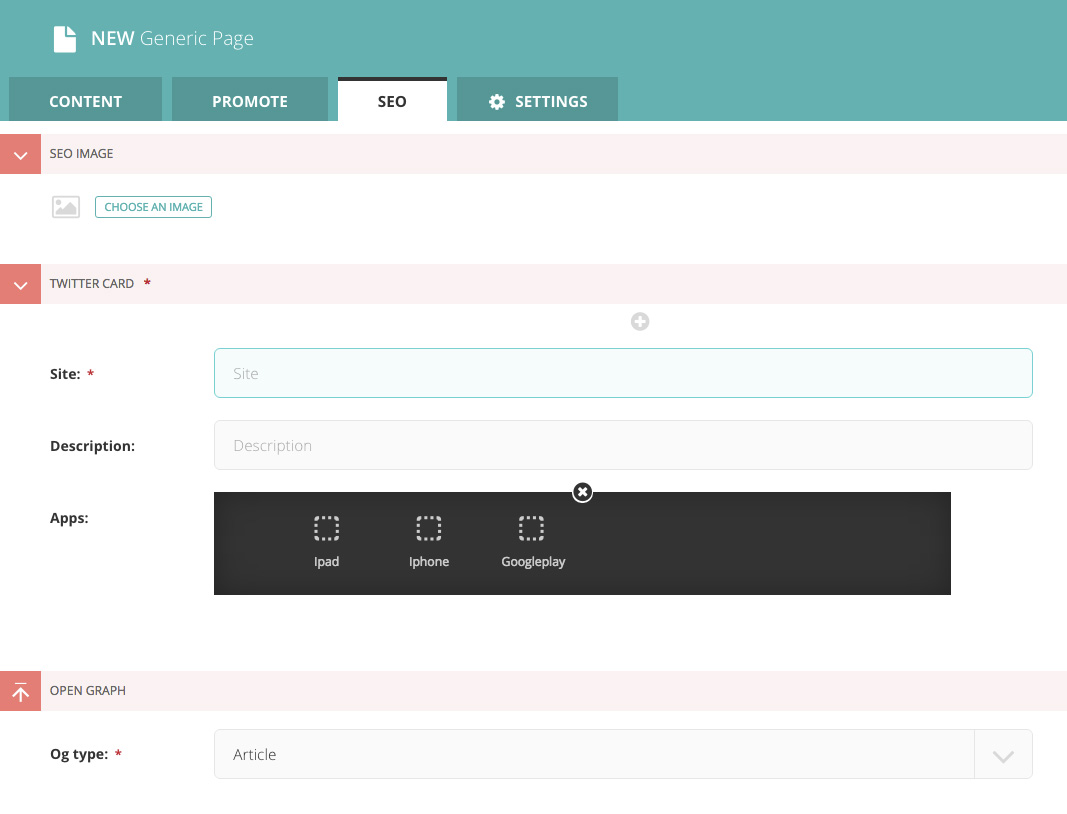 NEW Generic Page
CONTENT PROMOTE SEO SETTINGS
SEO IMAGE
CHOOSE AN IMAGE
TWITTER CARD *
Site: * Site
Description: Description
Apps:
Ipad Iphone Googleplay
OPEN GRAPH
Og type: * Article